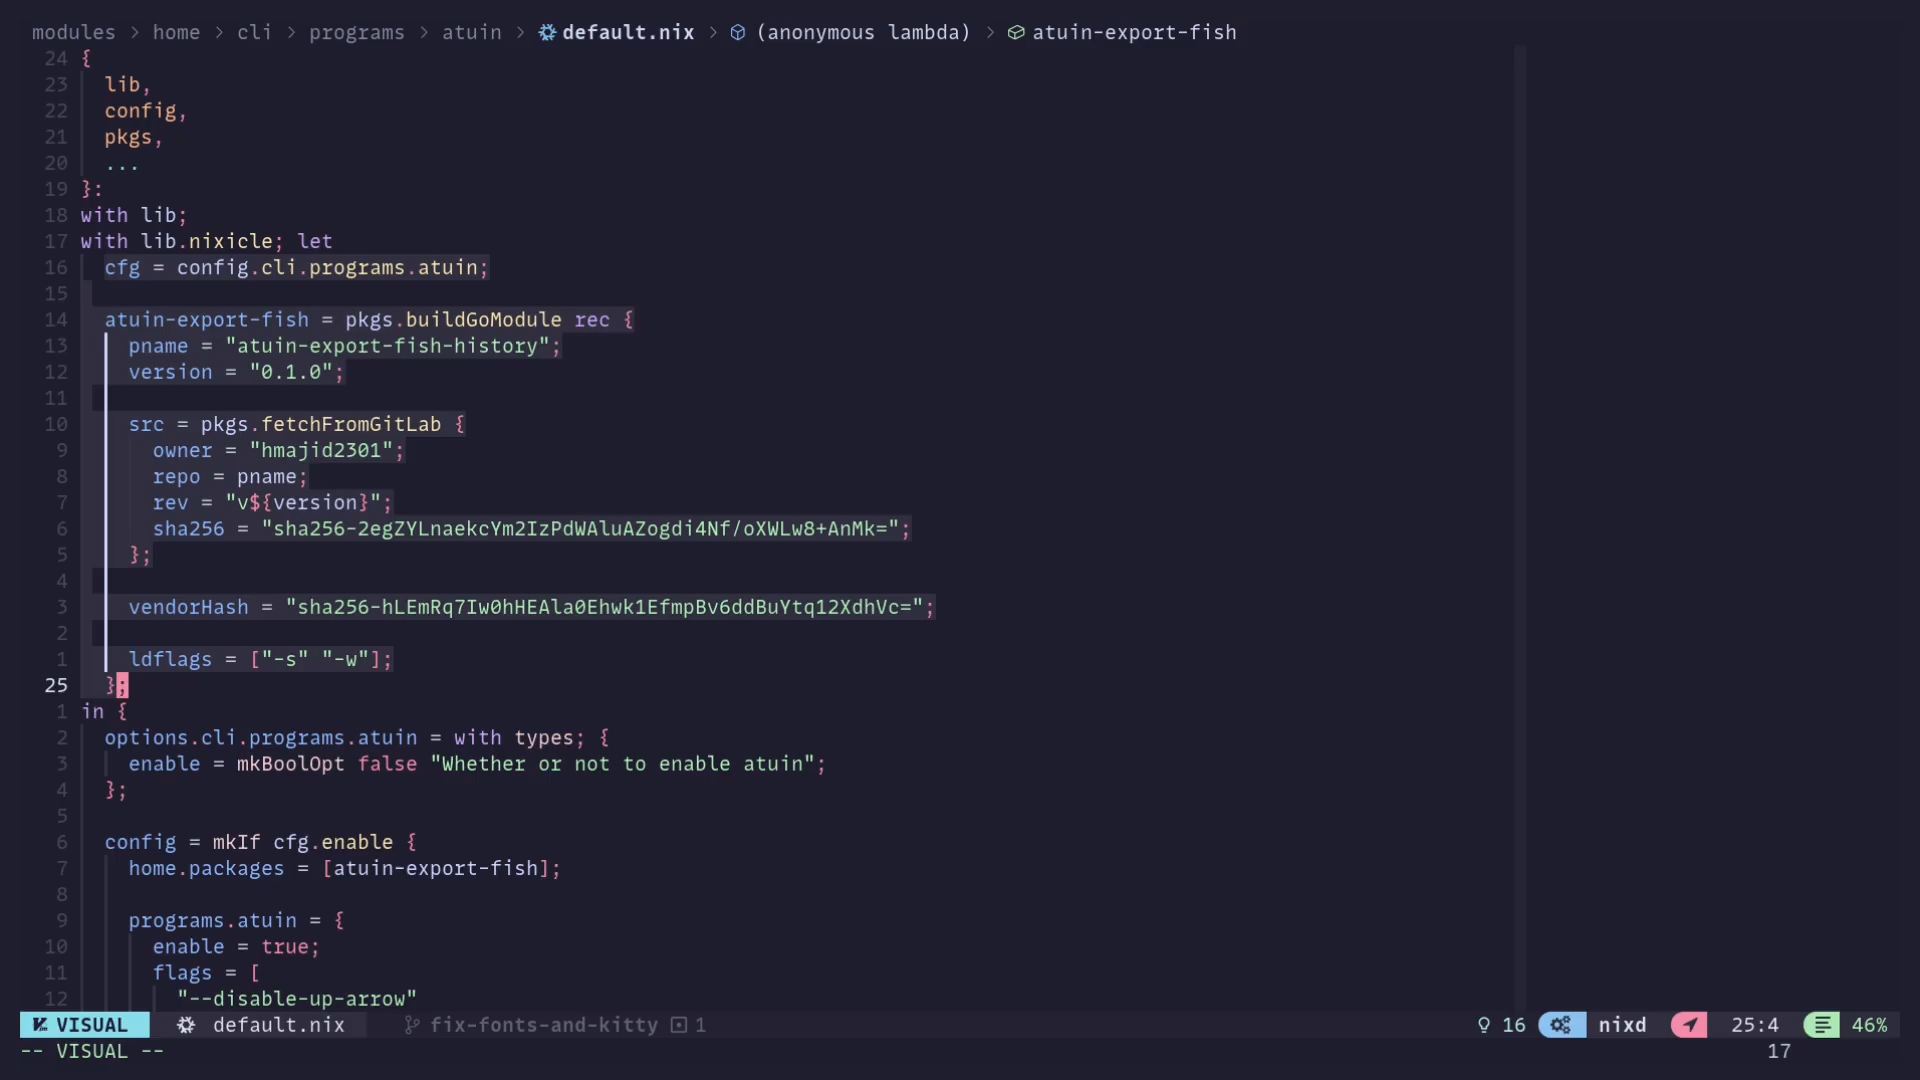 modules > home > cli > programs > atuin > default.nix > (anonymous lambda) > atuin-export-fish
24 {
23 lib,
22 config,
21 pkgs,
20 ...
19 }:
18 with lib;
17 with lib.nixicle; let
16 cfg = config.cli.programs.atuin;
15
14 atuin-export-fish = pkgs.buildGoModule rec {
13 pname = "atuin-export-fish-history";
12 version = "0.1.0";
11
10 src = pkgs.fetchFromGitLab {
9 owner = "hmajid2301";
8 repo = pname;
7 rev = "v${version}";
6 sha256 = "sha256-2egZYLnaekcYm2IzPdWAluAZogdi4Nf/oXWLw8+AnMk=";
5 };
4
3 vendorHash = "sha256-hLEmRq7Iw0hHEAla0Ehwk1EfmpBv6ddBuYtq12XdhVc=";
2
1 ldflags = ["-s" "-w"];
25 };
1 in {
2 options.cli.programs.atuin = with types; {
3 enable = mkBoolOpt false "Whether or not to enable atuin";
4 };
5
6 config = mkIf cfg.enable {
7 home.packages = [atuin-export-fish];
8
9 programs.atuin = {
10 enable = true;
11 flags = [
12 "--disable-up-arrow"
VISUAL default.nix fix-fonts-and-kitty 1 16 nixd 25:4 46%
-- VISUAL -- 17